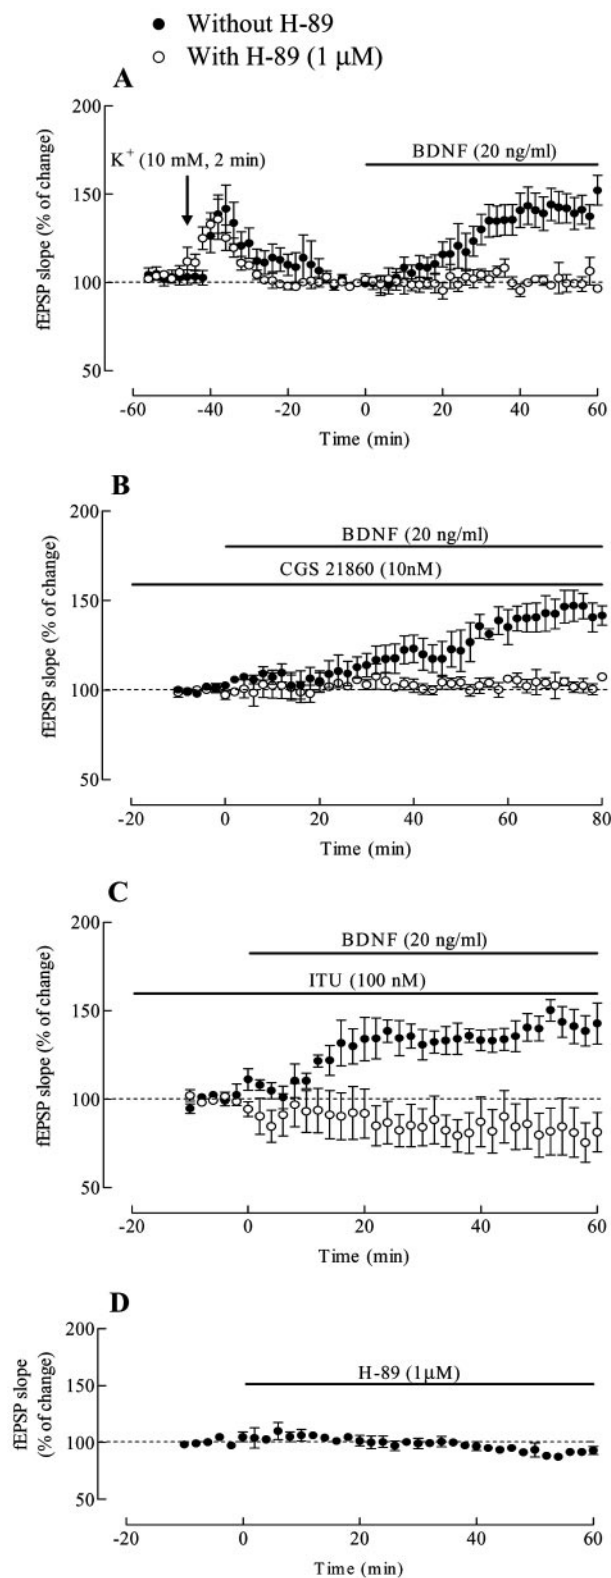 ● Without H-89
○ With H-89 (1 µM)
A
200
150
100
50
fEPSP slope (% of change)
K+ (10 mM, 2 min)
BDNF (20 ng/ml)
-60 -40 -20 0 20 40 60
Time (min)
B
200
150
100
50
fEPSP slope (% of change)
BDNF (20 ng/ml)
CGS 21860 (10nM)
-20 0 20 40 60 80
Time (min)
C
200
150
100
50
fEPSP slope (% of change)
BDNF (20 ng/ml)
ITU (100 nM)
-20 0 20 40 60
Time (min)
D
200
150
100
50
fEPSP slope
(% of change)
H-89 (1µM)
-20 0 20 40 60
Time (min)